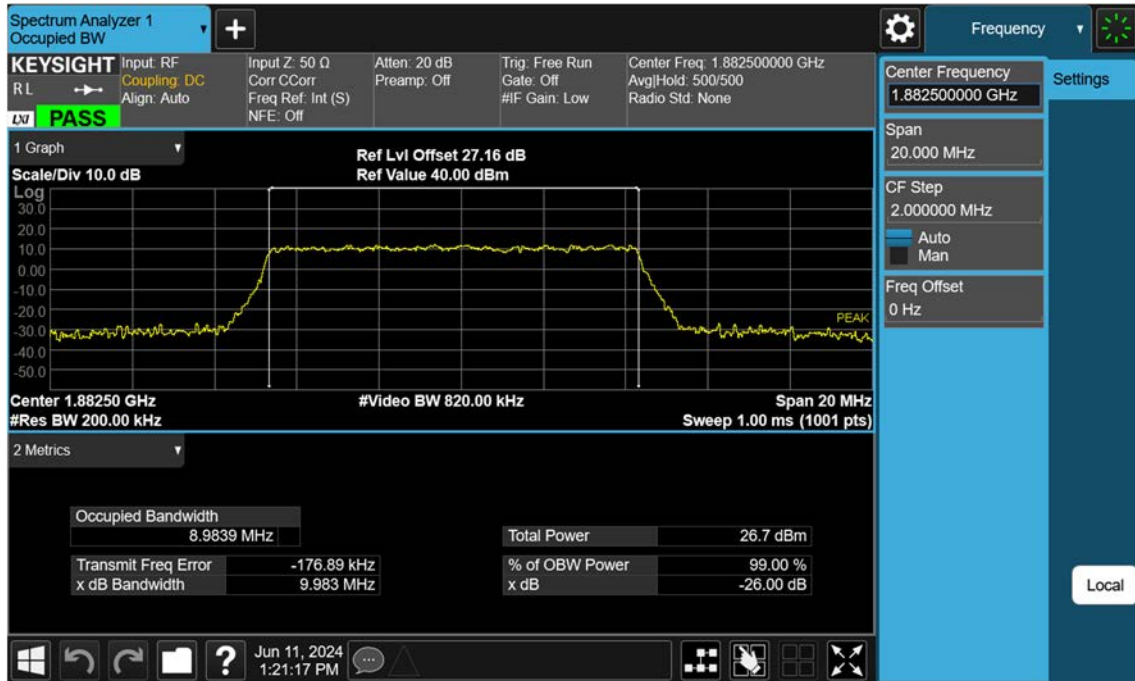 Spectrum Analyzer 1
Occupied BW
+
Frequency
KEYSIGHT
Input: RF
Coupling: DC
Align: Auto
Input Z: 50 Ω
Corr CCorr
Freq Ref: Int (S)
NFE: Off
Atten: 20 dB
Preamp: Off
Trig: Free Run
Gate: Off
#IF Gain: Low
Center Freq: 1.882500000 GHz
Avg|Hold: 500/500
Radio Std: None
R L
LXI PASS
Center Frequency
1.882500000 GHz
Settings
Span
20.000 MHz
CF Step
2.000000 MHz
Auto
Man
Freq Offset
0 Hz
Local
1 Graph
Scale/Div 10.0 dB
Ref Lvl Offset 27.16 dB
Ref Value 40.00 dBm
Log
30.0
20.0
10.0
0.00
-10.0
-20.0
-30.0
-40.0
-50.0
PEAK
Center 1.88250 GHz
#Video BW 820.00 kHz
Span 20 MHz
#Res BW 200.00 kHz
Sweep 1.00 ms (1001 pts)
2 Metrics
Occupied Bandwidth
8.9839 MHz
Total Power 26.7 dBm
Transmit Freq Error -176.89 kHz
% of OBW Power 99.00 %
x dB Bandwidth 9.983 MHz
x dB -26.00 dB
?
Jun 11, 2024
1:21:17 PM